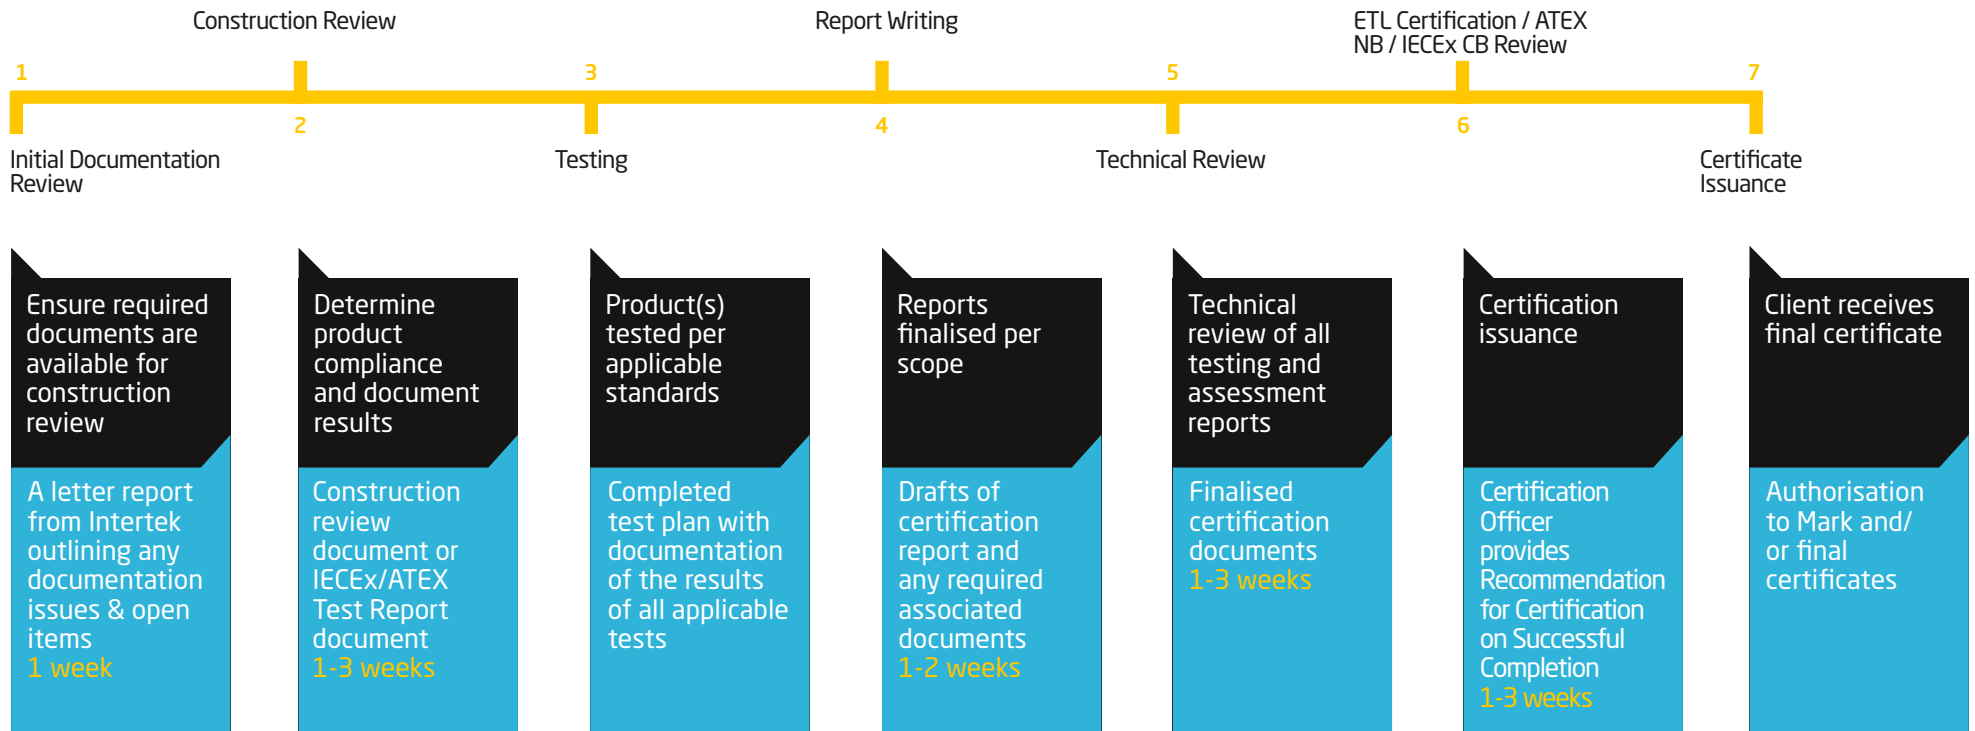 Construction Review
Report Writing
ETL Certification / ATEX
NB / IECEx CB Review
1
3
5
7
2
4
6
Initial Documentation
Review
Testing
Technical Review
Certificate
Issuance
Ensure required
documents are
available for
construction
review
A letter report
from Intertek
outlining any
documentation
issues & open
items
1 week
Determine
product
compliance
and document
results
Construction
review
document or
IECEx/ATEX
Test Report
document
1-3 weeks
Product(s)
tested per
applicable
standards
Completed
test plan with
documentation
of the results
of all applicable
tests
Reports
finalised per
scope
Drafts of
certification
report and
any required
associated
documents
1-2 weeks
Technical
review of all
testing and
assessment
reports
Finalised
certification
documents
1-3 weeks
Certification
issuance
Certification
Officer
provides
Recommendation
for Certification
on Successful
Completion
1-3 weeks
Client receives
final certificate
Authorisation
to Mark and/
or final
certificates